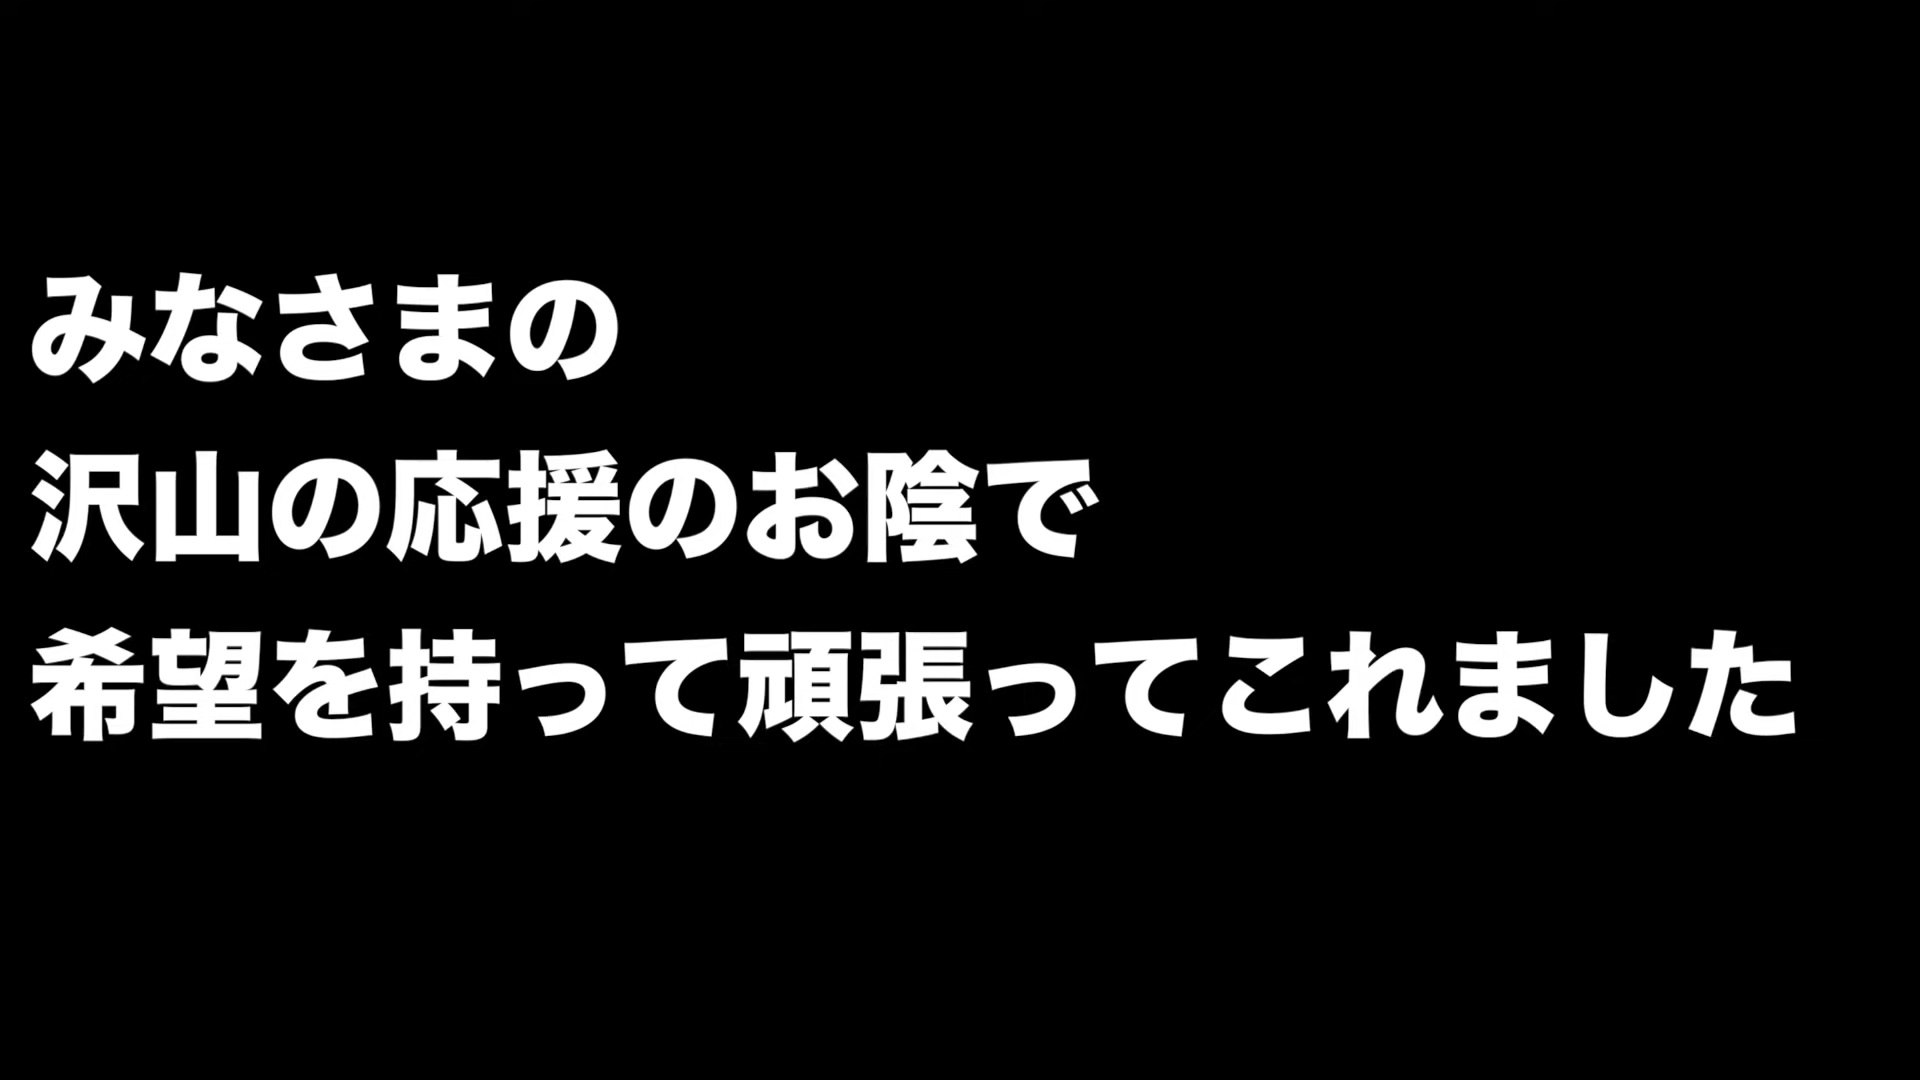 みなさまの
沢山の応援のお陰で
希望を持って頑張ってこれました